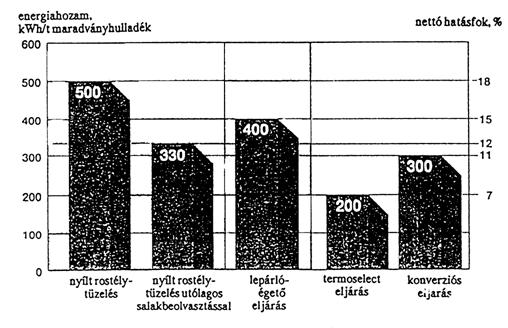 energiahozam,
kWh/t maradványhulladék
nettó hatásfok, %
600
500
400
300
200
100
0
500
330
400
200
300
18
15
12
11
7
nyílt rostély-
tüzelés
nyílt rostély-
tüzelés utólagos
salakbeolvasztással
lepárló-
égető
eljárás
termoselect
eljárás
konverziós
eljárás